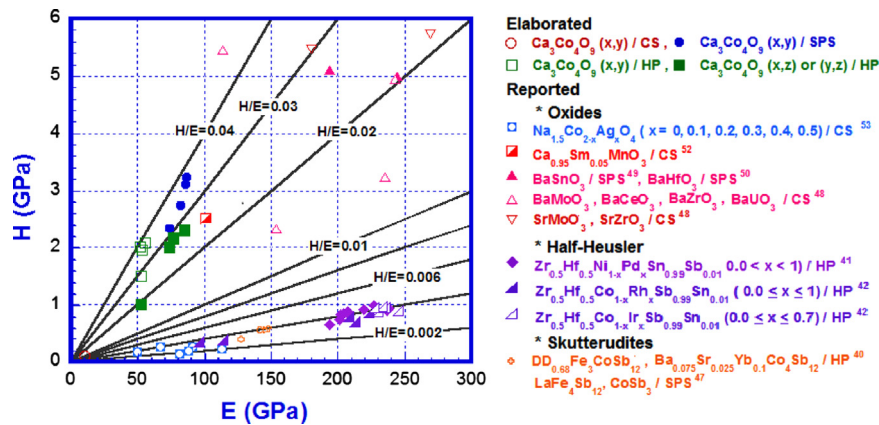 6
5
4
3
2
1
0
H (GPa)
0 50 100 150 200 250 300
E (GPa)
H/E=0.04
H/E=0.03
H/E=0.02
H/E=0.01
H/E=0.006
H/E=0.002
Elaborated
Ca3Co4O9 (x,y) / CS , Ca3Co4O9 (x,y) / SPS
Ca3Co4O9 (x,y) / HP , Ca3Co4O9 (x,z) or (y,z) / HP
Reported
* Oxides
Na1.5Co2-xAgxO4 ( x = 0, 0.1, 0.2, 0.3, 0.4, 0.5) / CS 53
Ca0.95Sm0.05MnO3 / CS 52
BaSnO3 / SPS 49, BaHfO3 / SPS 50
BaMoO3 , BaCeO3 , BaZrO3 , BaUO3 / CS 48
SrMoO3 , SrZrO3 / CS 48
* Half-Heusler
Zr0.5Hf0.5Ni1-xPdxSn0.99Sb0.01 0.0 < x < 1) / HP 41
Zr0.5Hf0.5Co1-xRhxSb0.99Sn0.01 ( 0.0 ≤ x ≤ 1) / HP 42
Zr0.5Hf0.5Co1-xIrxSb0.99Sn0.01 (0.0 ≤ x ≤ 0.7) / HP 42
* Skutterudites
DD0.68Fe3CoSb12 , Ba0.075Sr0.025Yb0.1Co4Sb12 / HP 40
LaFe4Sb12, CoSb3 / SPS 47